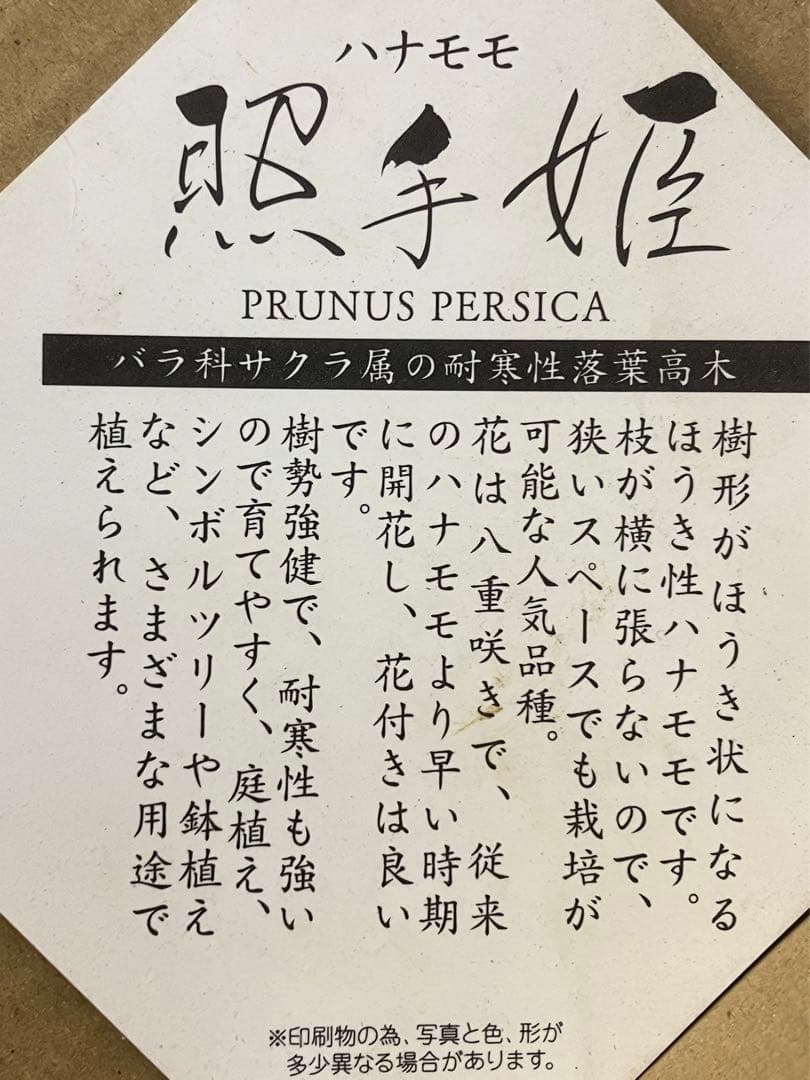 ハナモモ
照手姫
PRUNUS PERSICA
バラ科サクラ属の耐寒性落葉高木
樹形がほうき状になる
ほうき性ハナモモです。
枝が横に張らないので、
狭いスペースでも栽培が
可能な人気品種。
花は八重咲きで、従来
のハナモモより早い時期
に開花し、花付きは良い
です。
樹勢強健で、耐寒性も強い
ので育てやすく、庭植え、
シンボルツリーや鉢植え
など、さまざまな用途で
植えられます。
※印刷物の為、写真と色、形が
多少異なる場合があります。